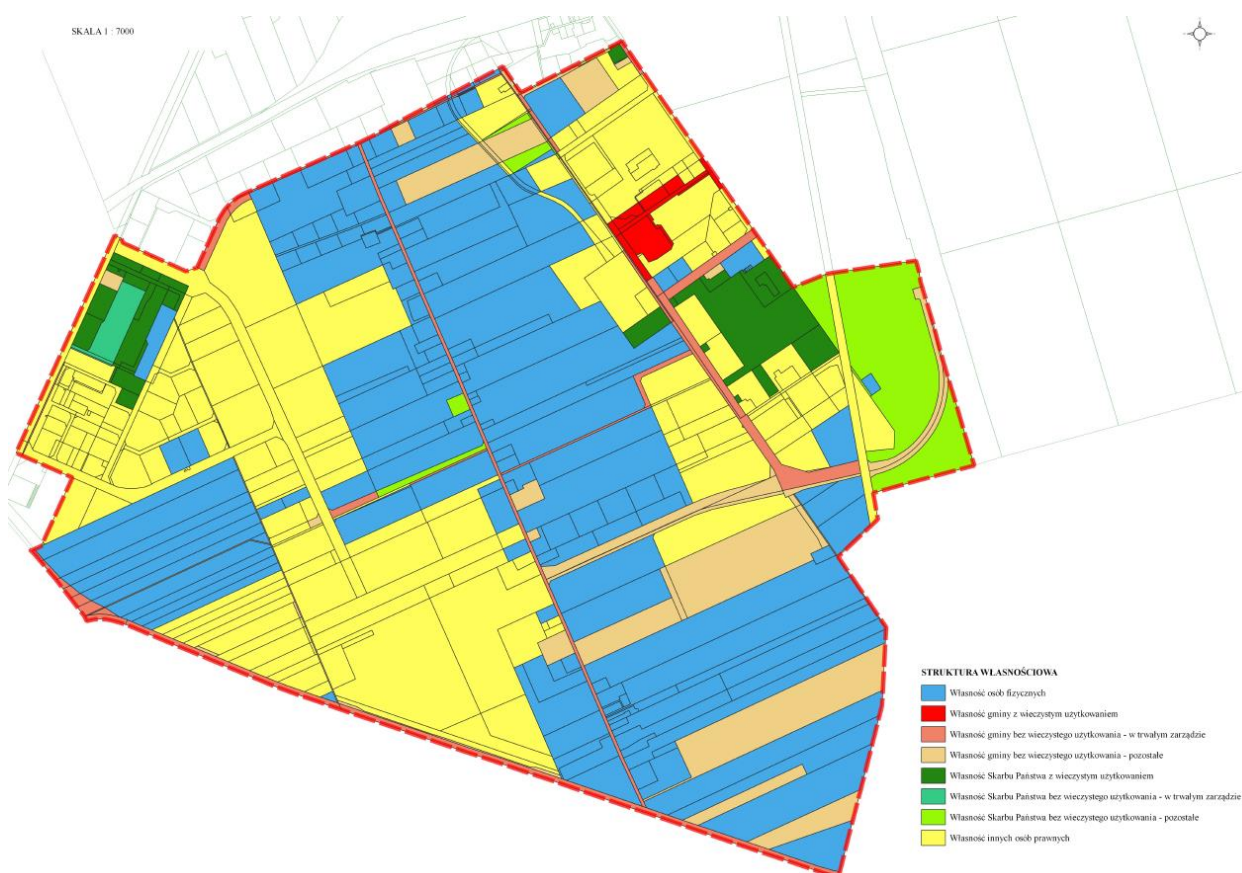 SKALA 1 : 7000
STRUKTURA WŁASNOŚCIOWA
Własność osób fizycznych
Własność gminy z wieczystym użytkowaniem
Własność gminy bez wieczystego użytkowania - w trwałym zarządzie
Własność gminy bez wieczystego użytkowania - pozostałe
Własność Skarbu Państwa z wieczystym użytkowaniem
Własność Skarbu Państwa bez wieczystego użytkowania - w trwałym zarządzie
Własność Skarbu Państwa bez wieczystego użytkowania - pozostałe
Własność innych osób prawnych